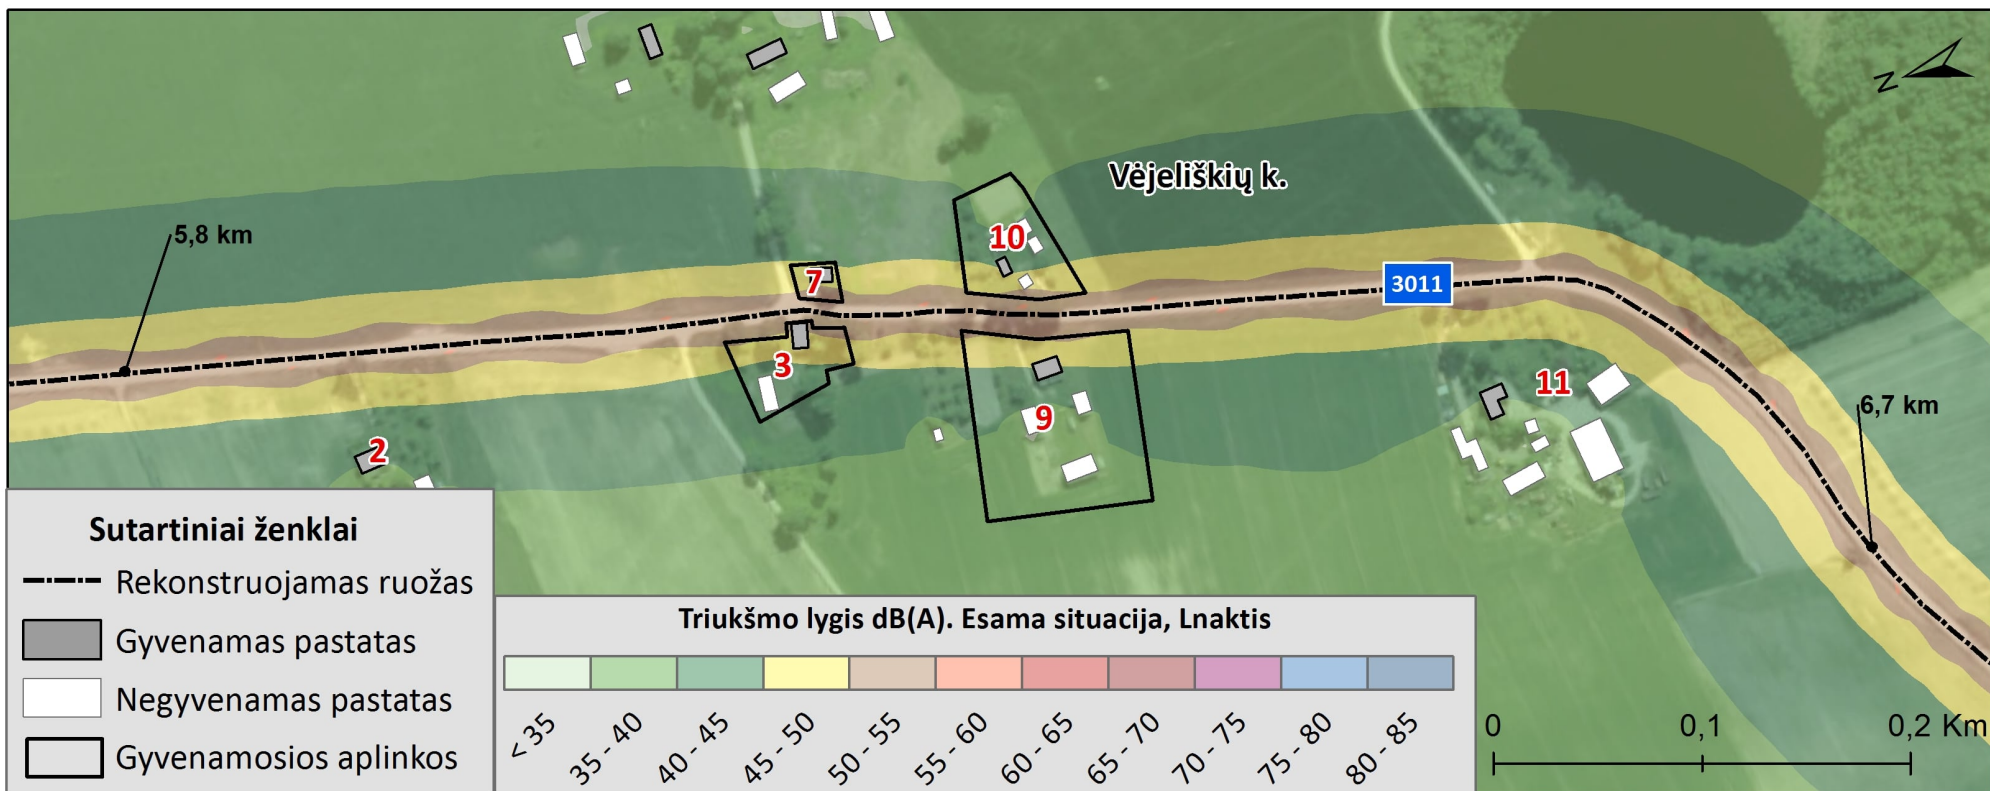 N
Vėjeliškių k.
5,8 km
10
7
3011
3
11
6,7 km
9
2
Sutartiniai ženklai
Rekonstruojamas ruožas
Gyvenamas pastatas
Negyvenamas pastatas
Gyvenamosios aplinkos
Triukšmo lygis dB(A). Esama situacija, Lnaktis
< 35
35 - 40
40 - 45
45 - 50
50 - 55
55 - 60
60 - 65
65 - 70
70 - 75
75 - 80
80 - 85
0 0,1 0,2 Km